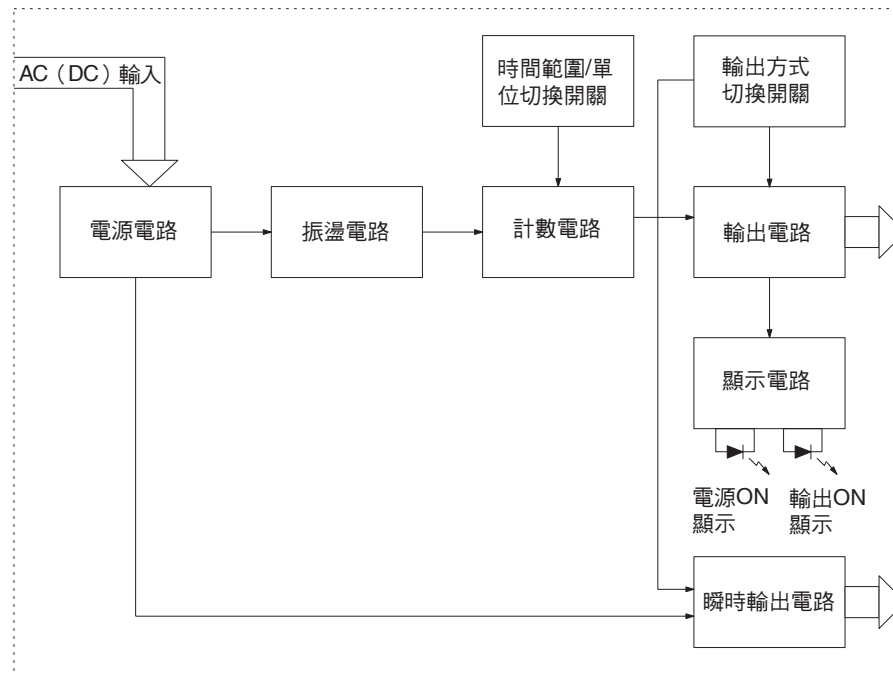 AC（DC）輸入
時間範圍/單
位切換開關
輸出方式
切換開關
電源電路
振盪電路
計數電路
輸出電路
顯示電路
電源ON
顯示
輸出ON
顯示
瞬時輸出電路